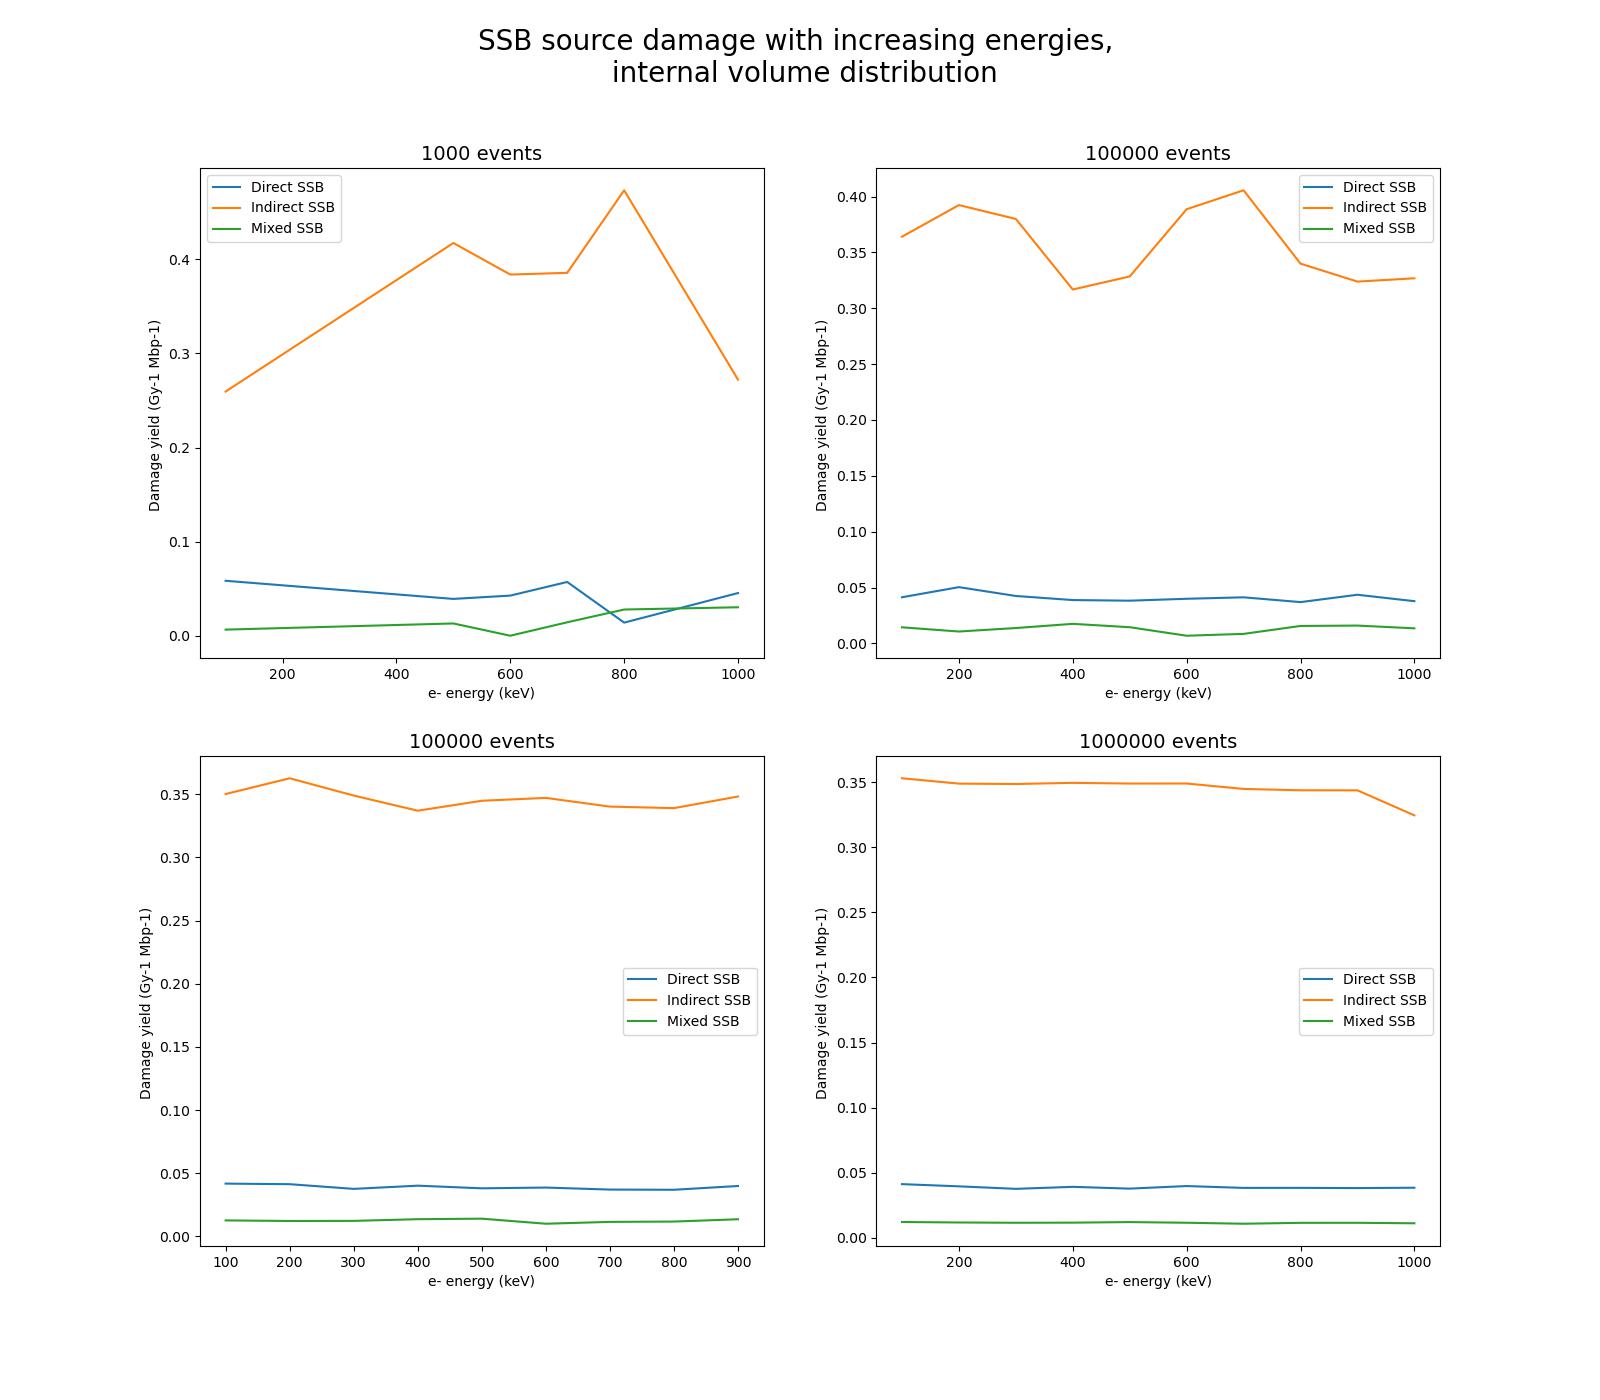 SSB source damage with increasing energies,
internal volume distribution
1000 events
Direct SSB
Indirect SSB
Mixed SSB
Damage yield (Gy-1 Mbp-1)
0.4
0.3
0.2
0.1
0.0
200 400 600 800 1000
e- energy (keV)
100000 events
Direct SSB
Indirect SSB
Mixed SSB
Damage yield (Gy-1 Mbp-1)
0.40
0.35
0.30
0.25
0.20
0.15
0.10
0.05
0.00
200 400 600 800 1000
e- energy (keV)
100000 events
Direct SSB
Indirect SSB
Mixed SSB
Damage yield (Gy-1 Mbp-1)
0.35
0.30
0.25
0.20
0.15
0.10
0.05
0.00
100 200 300 400 500 600 700 800 900
e- energy (keV)
1000000 events
Direct SSB
Indirect SSB
Mixed SSB
Damage yield (Gy-1 Mbp-1)
0.35
0.30
0.25
0.20
0.15
0.10
0.05
0.00
200 400 600 800 1000
e- energy (keV)